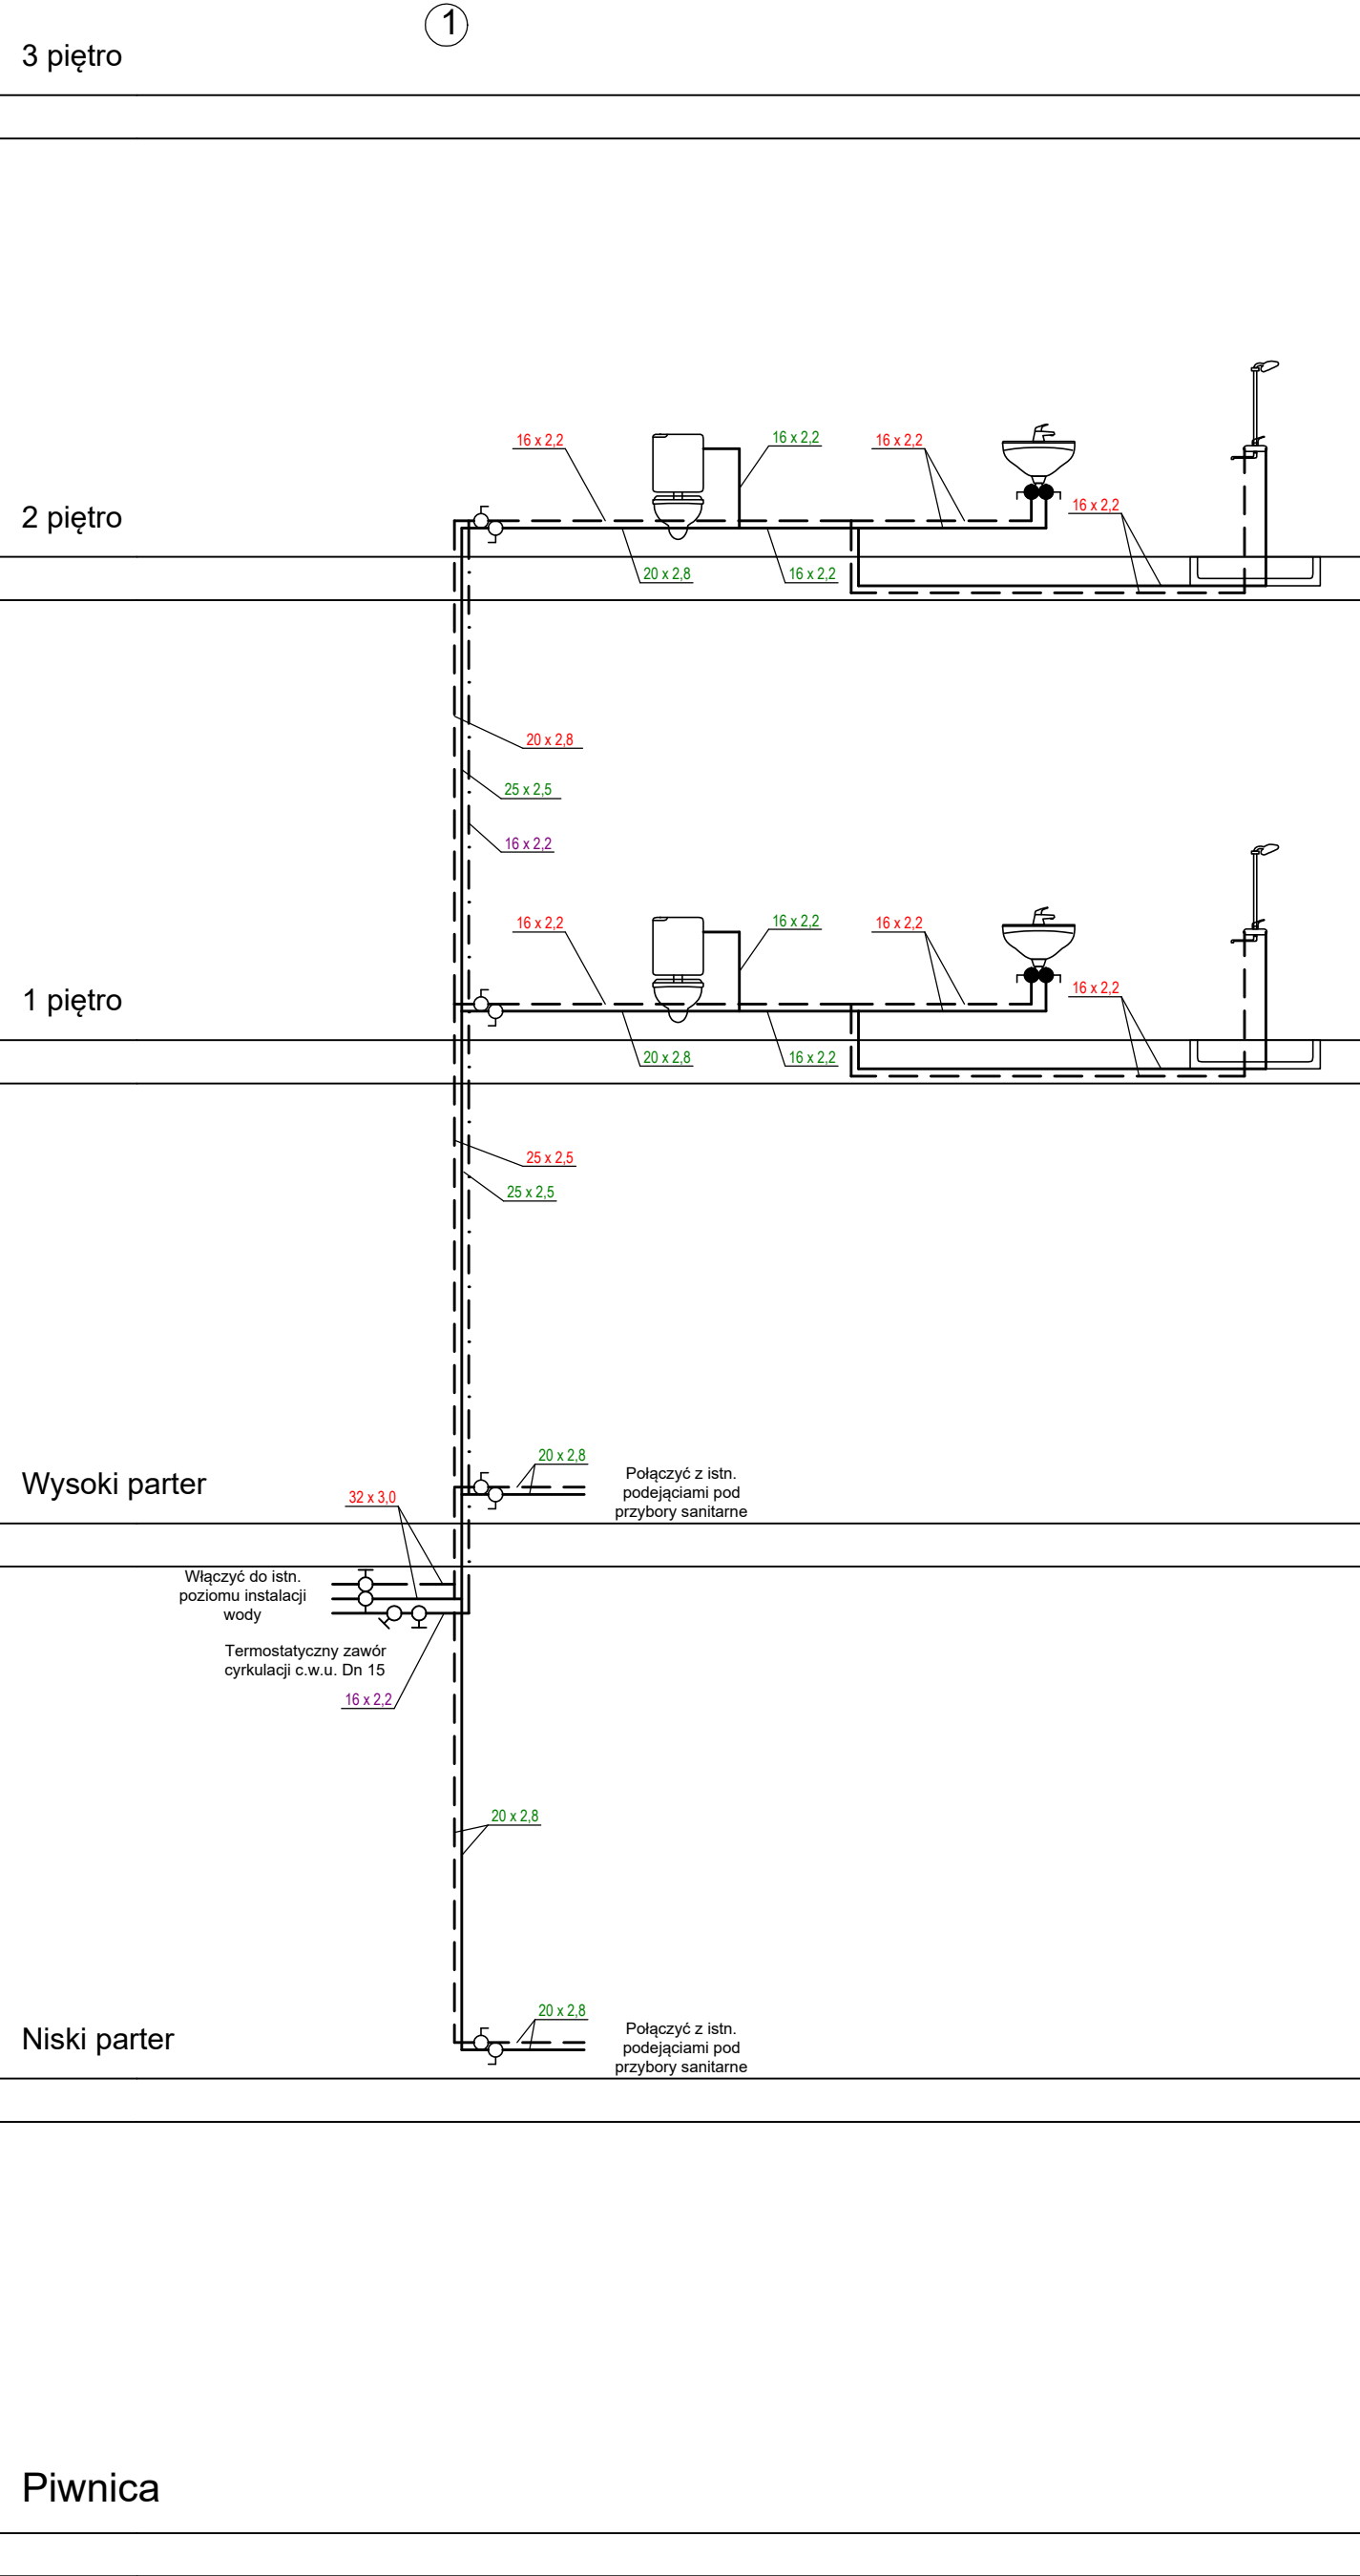 1
3 piętro
16 x 2,2
16 x 2,2
16 x 2,2
16 x 2,2
2 piętro
20 x 2,8
16 x 2,2
20 x 2,8
25 x 2,5
16 x 2,2
16 x 2,2
16 x 2,2
16 x 2,2
16 x 2,2
1 piętro
20 x 2,8
16 x 2,2
25 x 2,5
25 x 2,5
20 x 2,8
Wysoki parter
Połączyć z istn.
podejąciami pod
przybory sanitarne
32 x 3,0
Włączyć do istn.
poziomu instalacji
wody
Termostatyczny zawór
cyrkulacji c.w.u. Dn 15
16 x 2,2
20 x 2,8
20 x 2,8
Niski parter
Połączyć z istn.
podejąciami pod
przybory sanitarne
Piwnica